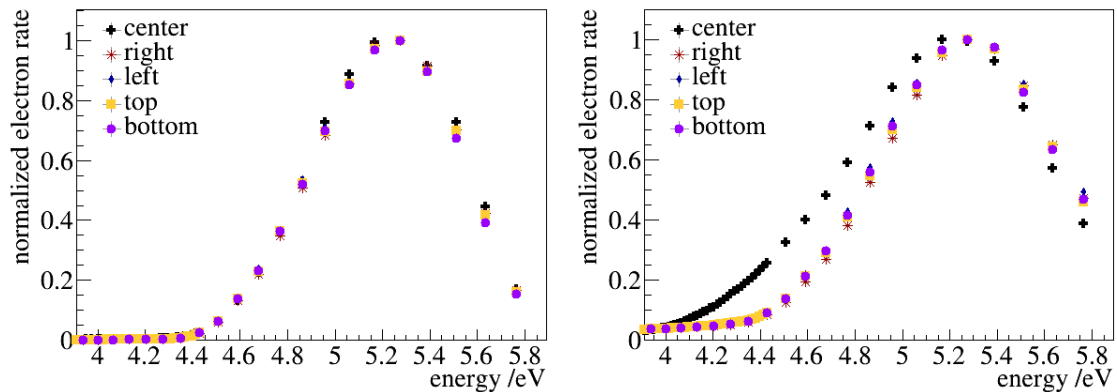 normalized electron rate
1
0.8
0.6
0.4
0.2
0
center
right
left
top
bottom
4 4.2 4.4 4.6 4.8 5 5.2 5.4 5.6 5.8
energy /eV
normalized electron rate
1
0.8
0.6
0.4
0.2
0
center
right
left
top
bottom
4 4.2 4.4 4.6 4.8 5 5.2 5.4 5.6 5.8
energy /eV